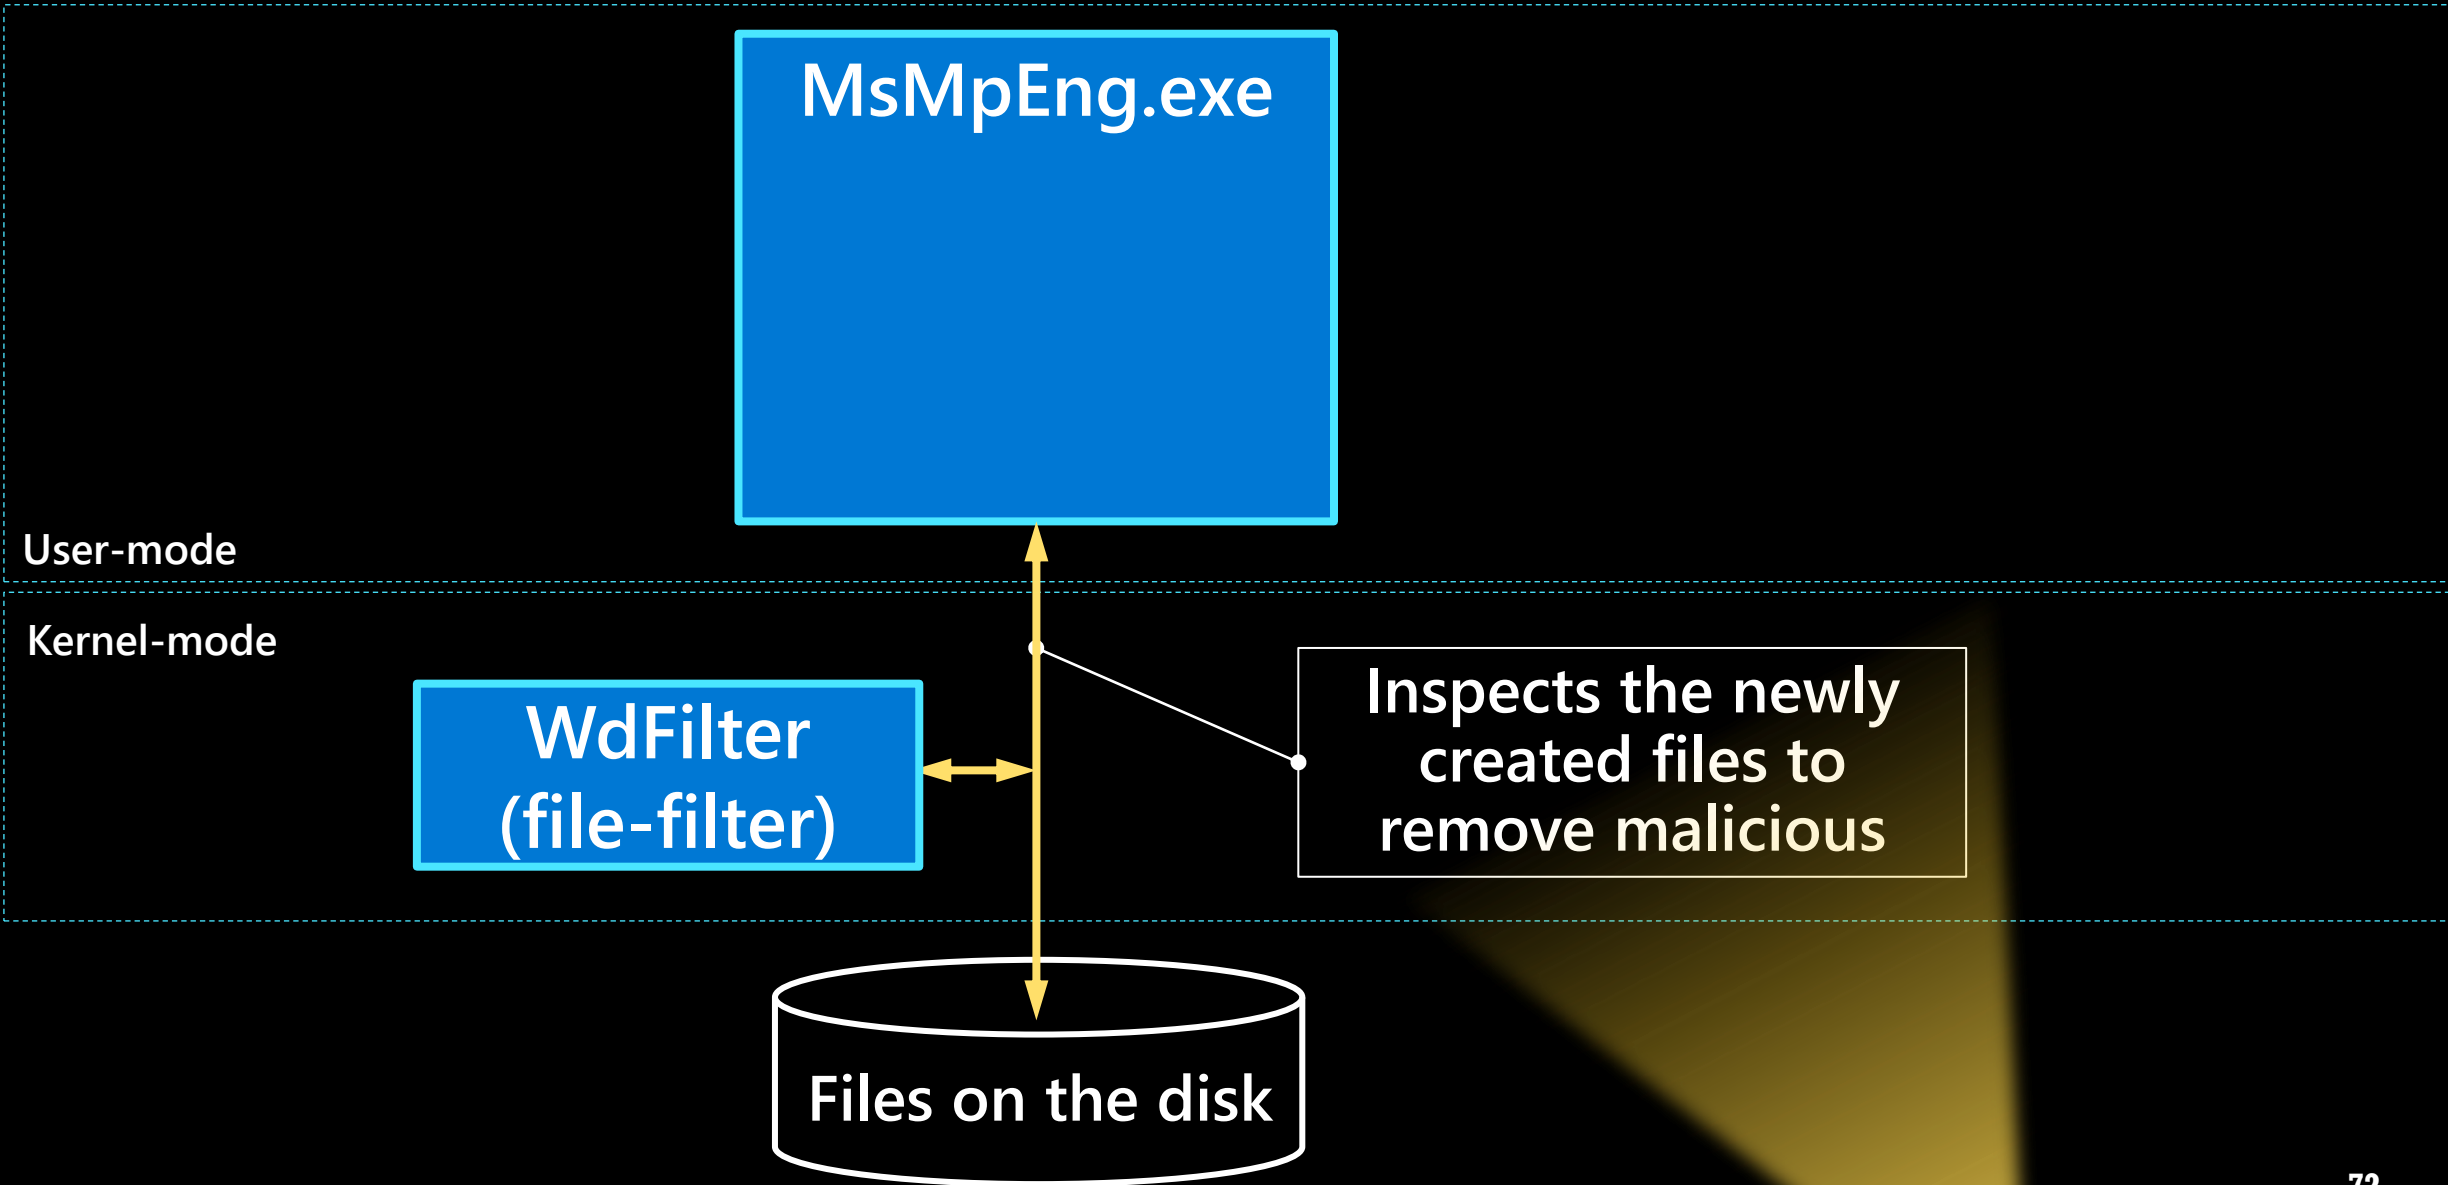 MsMpEng.exe
User-mode
Kernel-mode
WdFilter
(file-filter)
Inspects the newly
created files to
remove malicious
Files on the disk
72